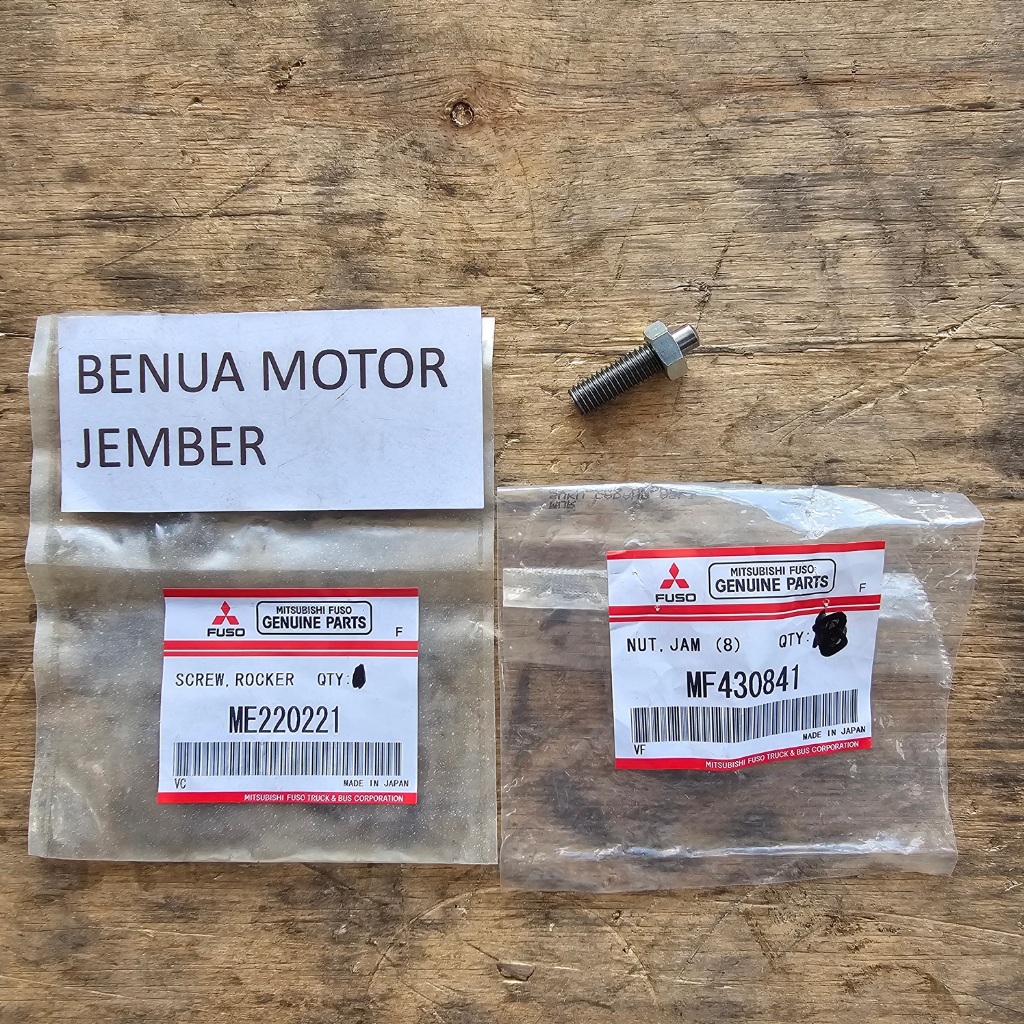 BENUA MOTOR
JEMBER
FUSO
MITSUBISHI FUSO
GENUINE PARTS
F
SCREW, ROCKER QTY:
ME220221
VC
MADE IN JAPAN
MITSUBISHI FUSO TRUCK & BUS CORPORATION
FUSO
MITSUBISHI FUSO
GENUINE PARTS
F
NUT, JAM (8) QTY:
MF430841
VF
MADE IN JAPAN
MITSUBISHI FUSO TRUCK & BUS CORPORATION